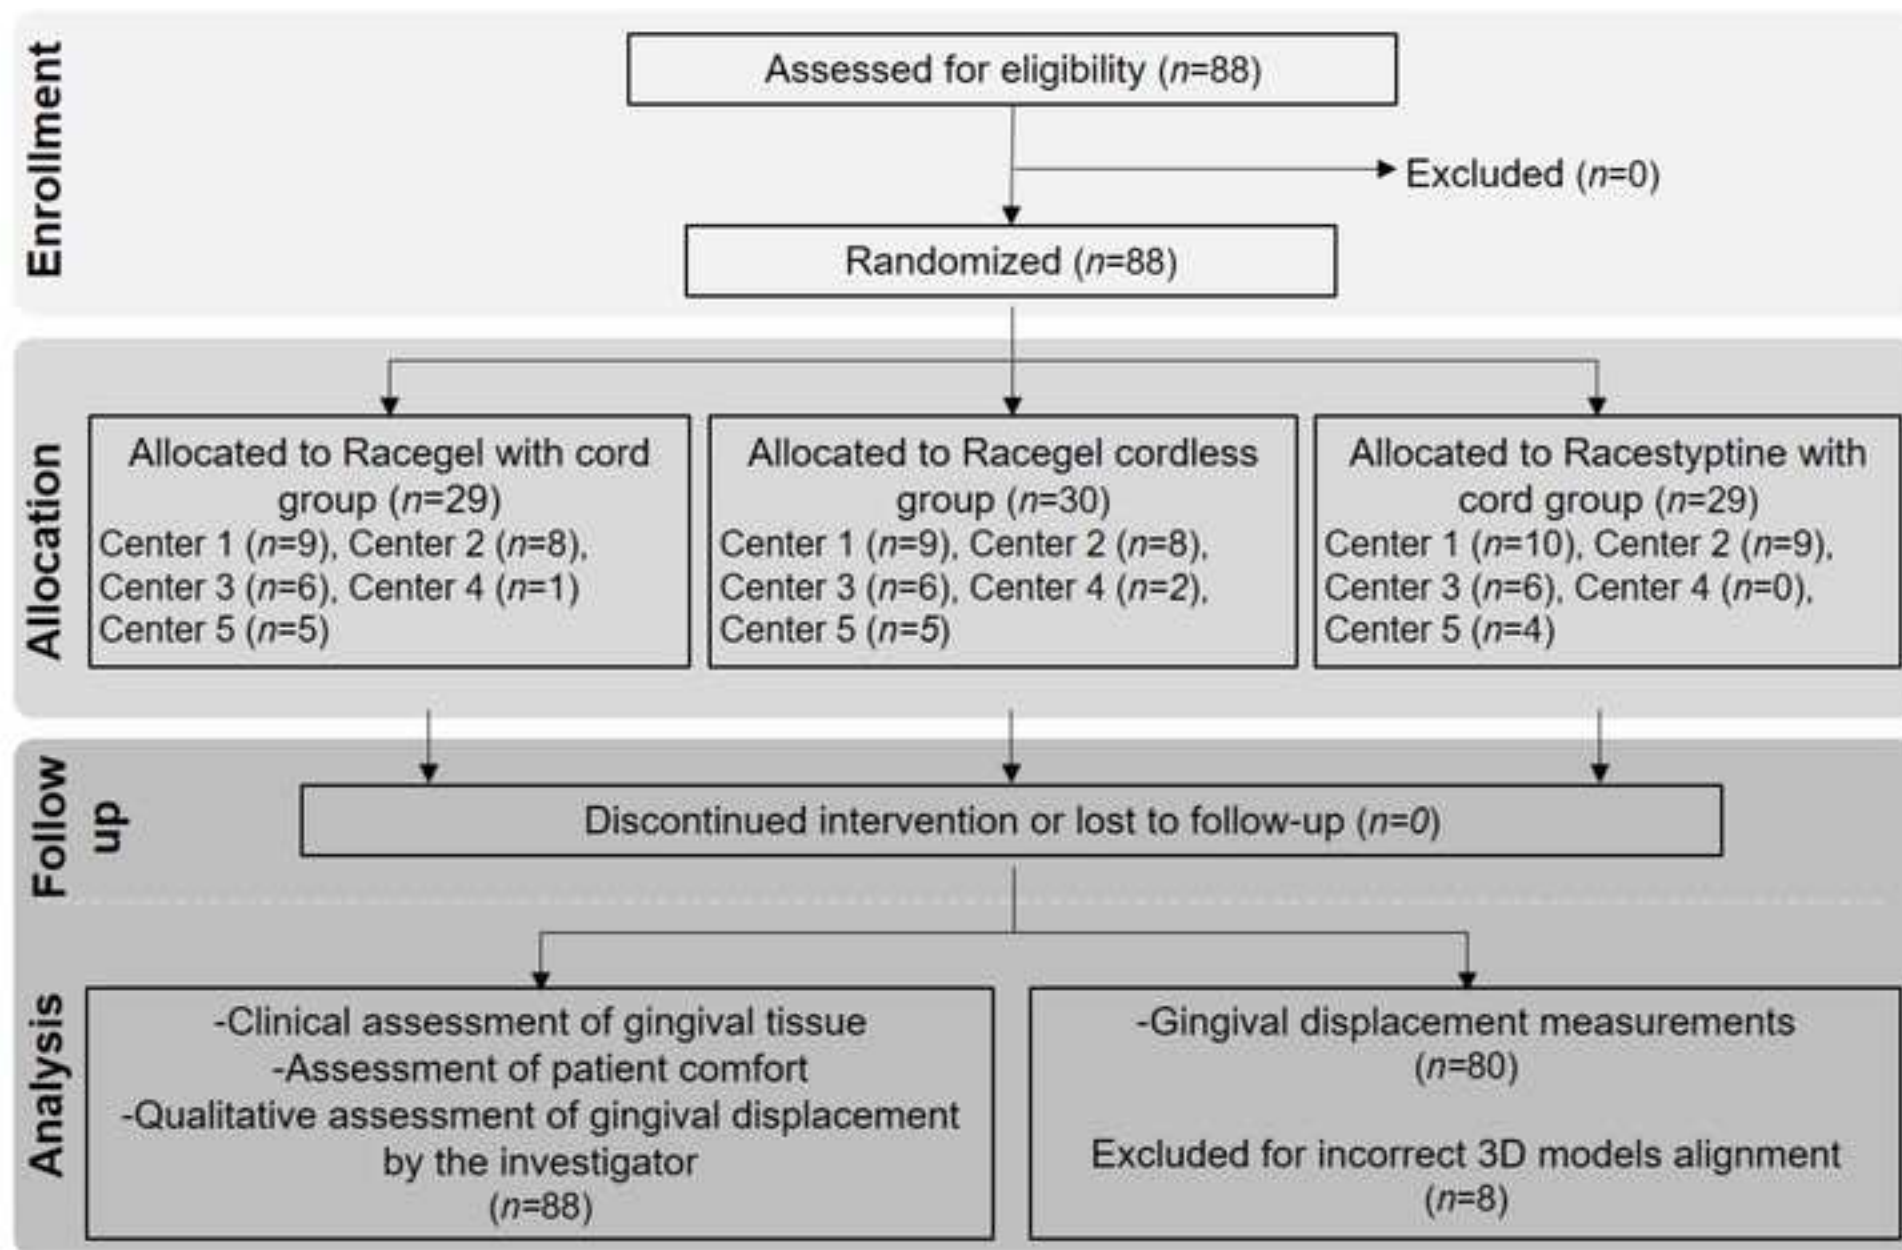 Enrollment
Assessed for eligibility (n=88)
Excluded (n=0)
Randomized (n=88)
Allocation
Allocated to Racegel with cord
group (n=29)
Center 1 (n=9), Center 2 (n=8),
Center 3 (n=6), Center 4 (n=1)
Center 5 (n=5)
Allocated to Racegel cordless
group (n=30)
Center 1 (n=9), Center 2 (n=8),
Center 3 (n=6), Center 4 (n=2),
Center 5 (n=5)
Allocated to Racestyptine with
cord group (n=29)
Center 1 (n=10), Center 2 (n=9),
Center 3 (n=6), Center 4 (n=0),
Center 5 (n=4)
Follow
up
Discontinued intervention or lost to follow-up (n=0)
Analysis
-Clinical assessment of gingival tissue
-Assessment of patient comfort
-Qualitative assessment of gingival displacement
by the investigator
(n=88)
-Gingival displacement measurements
(n=80)
Excluded for incorrect 3D models alignment
(n=8)